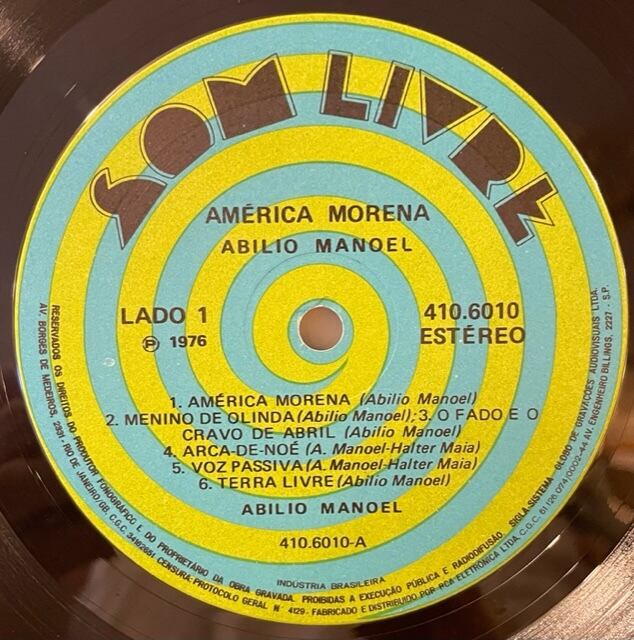 SOM LIVRE
AMÉRICA MORENA
ABILIO MANOEL
LADO 1
Ⓟ 1976
410.6010
ESTÉREO
1. AMÉRICA MORENA (Abilio Manoel)
2. MENINO DE OLINDA (Abilio Manoel); 3. O FADO E O
CRAVO DE ABRIL (Abilio Manoel)
4. ARCA-DE-NOÉ (A. Manoel-Halter Maia)
5. VOZ PASSIVA (A. Manoel-Halter Maia)
6. TERRA LIVRE (Abilio Manoel)
ABILIO MANOEL
410.6010-A
INDÚSTRIA BRASILEIRA
RESERVADOS OS DIREITOS DO PRODUTOR FONOGRÁFICO E DO PROPRIETÁRIO DA OBRA GRAVADA. PROIBIDAS A EXECUÇÃO PÚBLICA E RADIODIFUSÃO. SIGLA-SISTEMA GLOBO DE GRAVAÇÕES AUDIOVISUAIS LTDA.
AV. BORGES DE MEDEIROS, 2931 - RIO DE JANEIRO/GB. C.G.C. CENSURA: PROTOCOLO GERAL Nº 4129 - FABRICADO E DISTRIBUIDO POR RCA ELETRÔNICA LTDA. C.G.C. 61.126.074/0002-44 AV. ENGENHEIRO BILLINGS, 2227 - S.P.